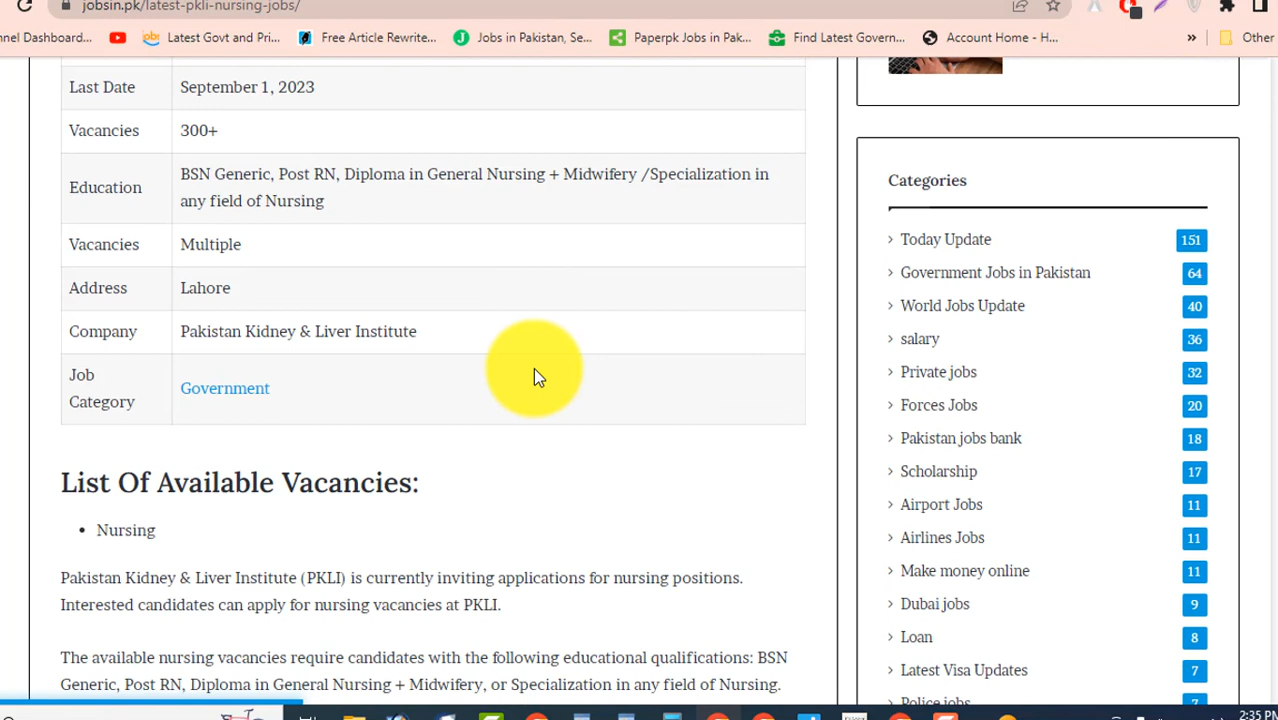 jobsin.pk/latest-pkli-nursing-jobs/
nnel Dashboard... Latest Govt and Pri... Free Article Rewrite... Jobs in Pakistan, Se... Paperpk Jobs in Pak... Find Latest Govern... Account Home - H... » Other
Last Date September 1, 2023
Vacancies 300+
Education BSN Generic, Post RN, Diploma in General Nursing + Midwifery /Specialization in
any field of Nursing
Vacancies Multiple
Address Lahore
Company Pakistan Kidney & Liver Institute
Job
Category Government
List Of Available Vacancies:
• Nursing
Pakistan Kidney & Liver Institute (PKLI) is currently inviting applications for nursing positions.
Interested candidates can apply for nursing vacancies at PKLI.
The available nursing vacancies require candidates with the following educational qualifications: BSN
Generic, Post RN, Diploma in General Nursing + Midwifery, or Specialization in any field of Nursing.
Categories
Today Update 151
Government Jobs in Pakistan 64
World Jobs Update 40
salary 36
Private jobs 32
Forces Jobs 20
Pakistan jobs bank 18
Scholarship 17
Airport Jobs 11
Airlines Jobs 11
Make money online 11
Dubai jobs 9
Loan 8
Latest Visa Updates 7
Police jobs 7
2:35 PM